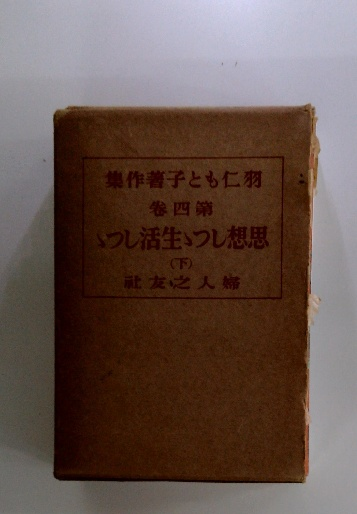 羽仁もと子著作集
第四卷
思想しつゝ生活しつゝ
(下)
婦人之友社